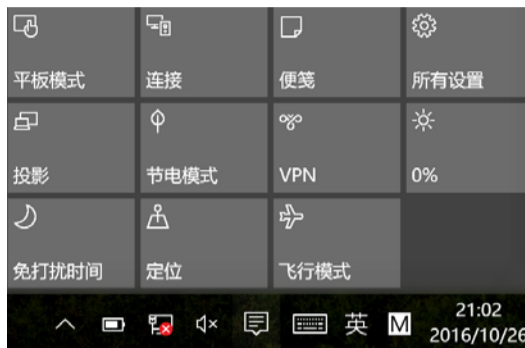 平板模式 连接 便笺 所有设置
投影 节电模式 VPN 0%
免打扰时间 定位 飞行模式
英 M 21:02
2016/10/26